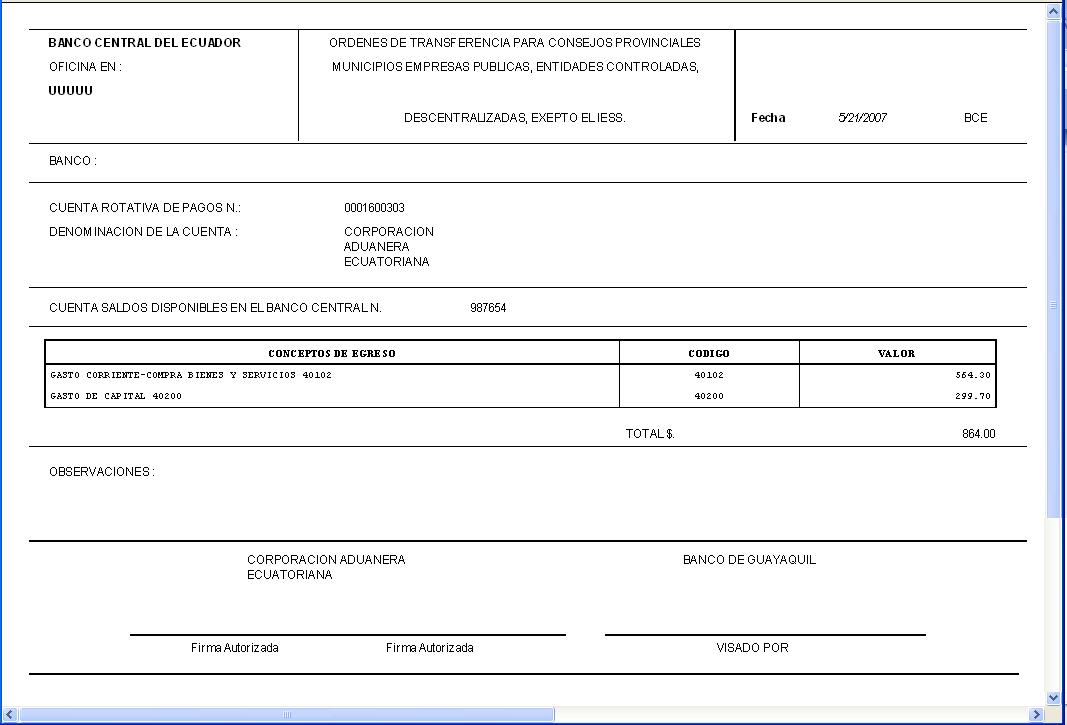 BANCO CENTRAL DEL ECUADOR
OFICINA EN :
UUUUU
ORDENES DE TRANSFERENCIA PARA CONSEJOS PROVINCIALES
MUNICIPIOS EMPRESAS PUBLICAS, ENTIDADES CONTROLADAS,
DESCENTRALIZADAS, EXEPTO EL IESS.
Fecha 5/21/2007 BCE
BANCO :
CUENTA ROTATIVA DE PAGOS N.: 0001600303
DENOMINACION DE LA CUENTA : CORPORACION
ADUANERA
ECUATORIANA
CUENTA SALDOS DISPONIBLES EN EL BANCO CENTRAL N. 987654
CONCEPTOS DE EGRESO CODIGO VALOR
GASTO CORRIENTE-COMPRA BIENES Y SERVICIOS 40102 40102 564.30
GASTO DE CAPITAL 40200 40200 299.70
TOTAL $. 864.00
OBSERVACIONES :
CORPORACION ADUANERA
ECUATORIANA
BANCO DE GUAYAQUIL
Firma Autorizada Firma Autorizada VISADO POR